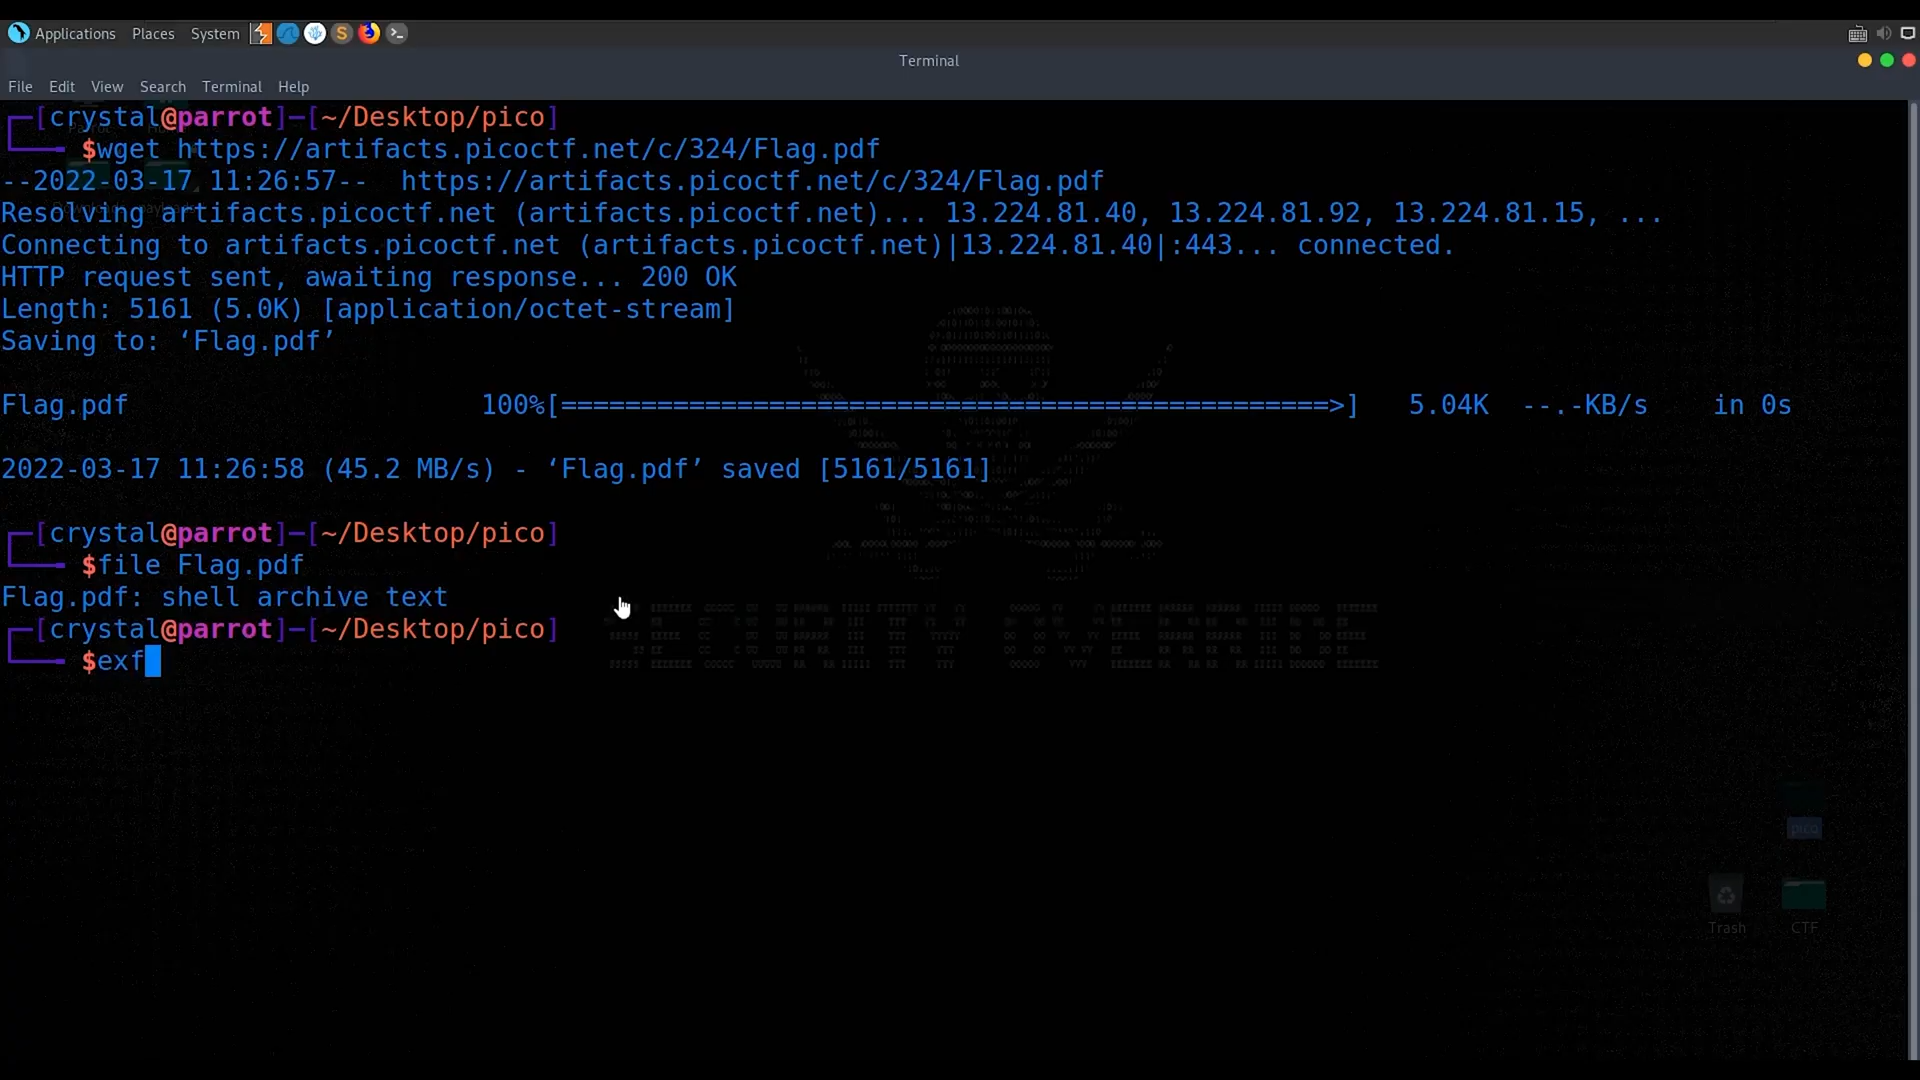 Applications Places System
Terminal
File Edit View Search Terminal Help
┌─[crystal@parrot]─[~/Desktop/pico]
└──╼ $wget https://artifacts.picoctf.net/c/324/Flag.pdf
--2022-03-17 11:26:57--  https://artifacts.picoctf.net/c/324/Flag.pdf
Resolving artifacts.picoctf.net (artifacts.picoctf.net)... 13.224.81.40, 13.224.81.92, 13.224.81.15, ...
Connecting to artifacts.picoctf.net (artifacts.picoctf.net)|13.224.81.40|:443... connected.
HTTP request sent, awaiting response... 200 OK
Length: 5161 (5.0K) [application/octet-stream]
Saving to: ‘Flag.pdf’
Flag.pdf 100%[================================================>] 5.04K --.-KB/s in 0s
2022-03-17 11:26:58 (45.2 MB/s) - ‘Flag.pdf’ saved [5161/5161]
┌─[crystal@parrot]─[~/Desktop/pico]
└──╼ $file Flag.pdf
Flag.pdf: shell archive text
┌─[crystal@parrot]─[~/Desktop/pico]
└──╼ $exf
SECURITY OVERRIDE
pico
Trash CTF